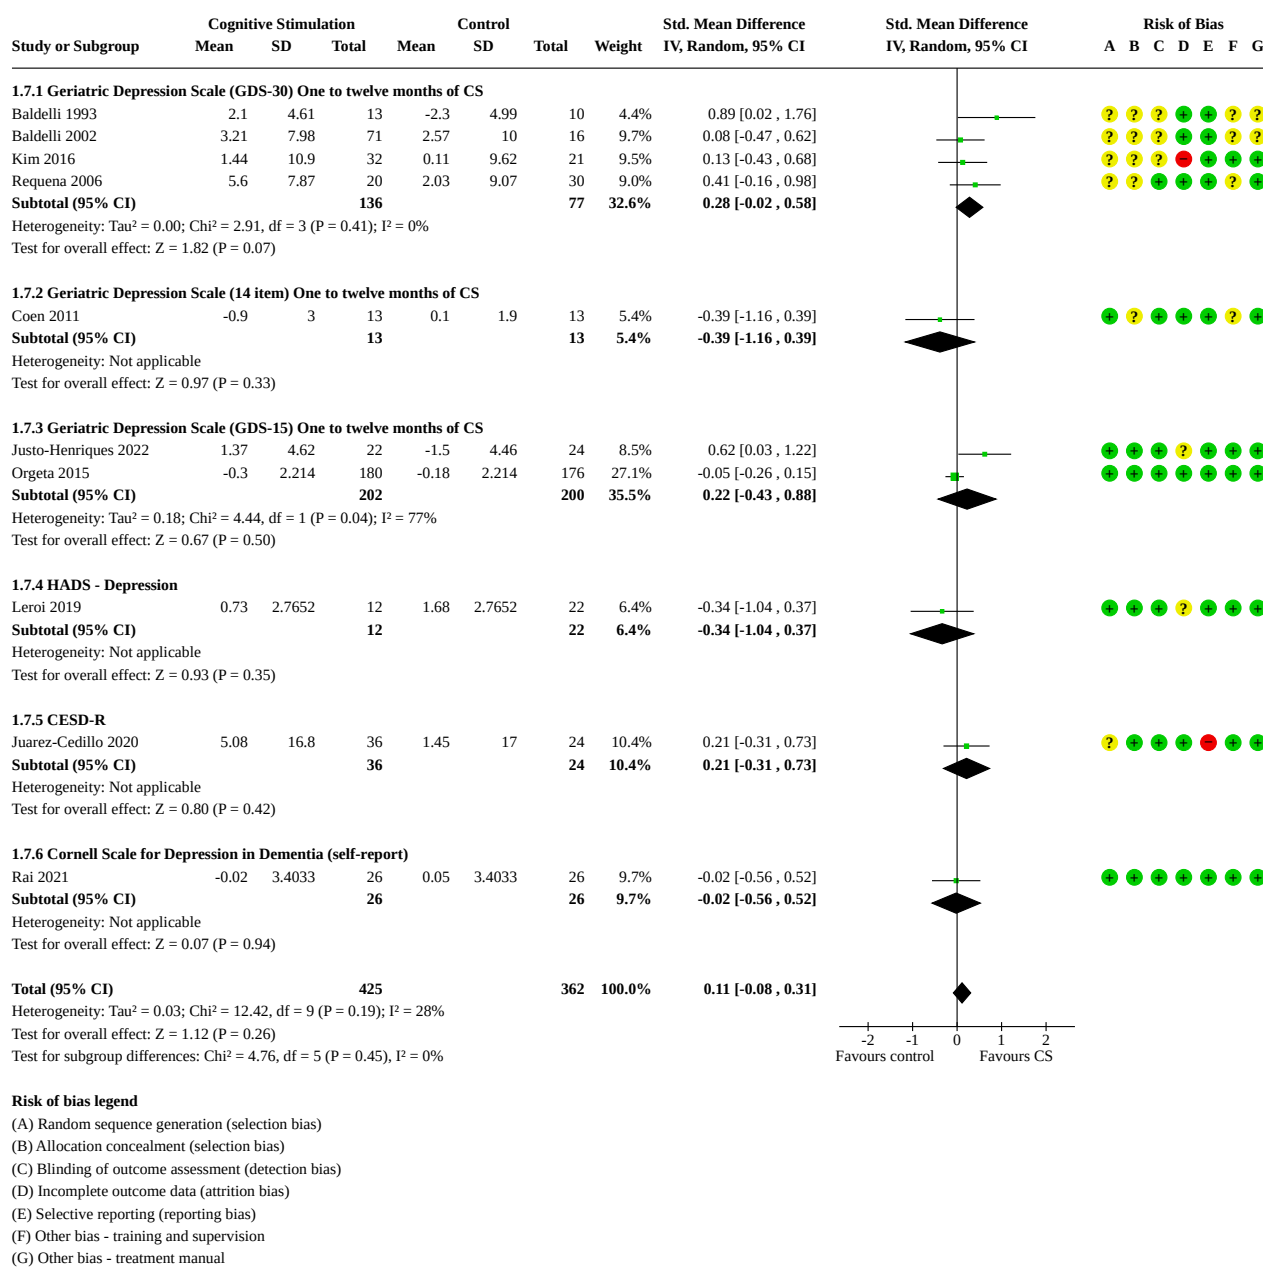 Cognitive Stimulation Control Std. Mean Difference Std. Mean Difference Risk of Bias
Study or Subgroup Mean SD Total Mean SD Total Weight IV, Random, 95% CI IV, Random, 95% CI A B C D E F G
1.7.1 Geriatric Depression Scale (GDS-30) One to twelve months of CS
Baldelli 1993 2.1 4.61 13 -2.3 4.99 10 4.4% 0.89 [0.02 , 1.76] ? ? ? + + ? ?
Baldelli 2002 3.21 7.98 71 2.57 10 16 9.7% 0.08 [-0.47 , 0.62] ? ? ? + + ? ?
Kim 2016 1.44 10.9 32 0.11 9.62 21 9.5% 0.13 [-0.43 , 0.68] ? ? ? − + + +
Requena 2006 5.6 7.87 20 2.03 9.07 30 9.0% 0.41 [-0.16 , 0.98] ? ? + + + ? +
Subtotal (95% CI) 136 77 32.6% 0.28 [-0.02 , 0.58]
Heterogeneity: Tau² = 0.00; Chi² = 2.91, df = 3 (P = 0.41); I² = 0%
Test for overall effect: Z = 1.82 (P = 0.07)
1.7.2 Geriatric Depression Scale (14 item) One to twelve months of CS
Coen 2011 -0.9 3 13 0.1 1.9 13 5.4% -0.39 [-1.16 , 0.39] + ? + + + ? +
Subtotal (95% CI) 13 13 5.4% -0.39 [-1.16 , 0.39]
Heterogeneity: Not applicable
Test for overall effect: Z = 0.97 (P = 0.33)
1.7.3 Geriatric Depression Scale (GDS-15) One to twelve months of CS
Justo-Henriques 2022 1.37 4.62 22 -1.5 4.46 24 8.5% 0.62 [0.03 , 1.22] + + + ? + + +
Orgeta 2015 -0.3 2.214 180 -0.18 2.214 176 27.1% -0.05 [-0.26 , 0.15] + + + + + + +
Subtotal (95% CI) 202 200 35.5% 0.22 [-0.43 , 0.88]
Heterogeneity: Tau² = 0.18; Chi² = 4.44, df = 1 (P = 0.04); I² = 77%
Test for overall effect: Z = 0.67 (P = 0.50)
1.7.4 HADS - Depression
Leroi 2019 0.73 2.7652 12 1.68 2.7652 22 6.4% -0.34 [-1.04 , 0.37] + + + ? + + +
Subtotal (95% CI) 12 22 6.4% -0.34 [-1.04 , 0.37]
Heterogeneity: Not applicable
Test for overall effect: Z = 0.93 (P = 0.35)
1.7.5 CESD-R
Juarez-Cedillo 2020 5.08 16.8 36 1.45 17 24 10.4% 0.21 [-0.31 , 0.73] ? + + + − + +
Subtotal (95% CI) 36 24 10.4% 0.21 [-0.31 , 0.73]
Heterogeneity: Not applicable
Test for overall effect: Z = 0.80 (P = 0.42)
1.7.6 Cornell Scale for Depression in Dementia (self-report)
Rai 2021 -0.02 3.4033 26 0.05 3.4033 26 9.7% -0.02 [-0.56 , 0.52] + + + + + + +
Subtotal (95% CI) 26 26 9.7% -0.02 [-0.56 , 0.52]
Heterogeneity: Not applicable
Test for overall effect: Z = 0.07 (P = 0.94)
Total (95% CI) 425 362 100.0% 0.11 [-0.08 , 0.31]
Heterogeneity: Tau² = 0.03; Chi² = 12.42, df = 9 (P = 0.19); I² = 28%
Test for overall effect: Z = 1.12 (P = 0.26)
-2 -1 0 1 2
Test for subgroup differences: Chi² = 4.76, df = 5 (P = 0.45), I² = 0%
Favours control Favours CS
Risk of bias legend
(A) Random sequence generation (selection bias)
(B) Allocation concealment (selection bias)
(C) Blinding of outcome assessment (detection bias)
(D) Incomplete outcome data (attrition bias)
(E) Selective reporting (reporting bias)
(F) Other bias - training and supervision
(G) Other bias - treatment manual